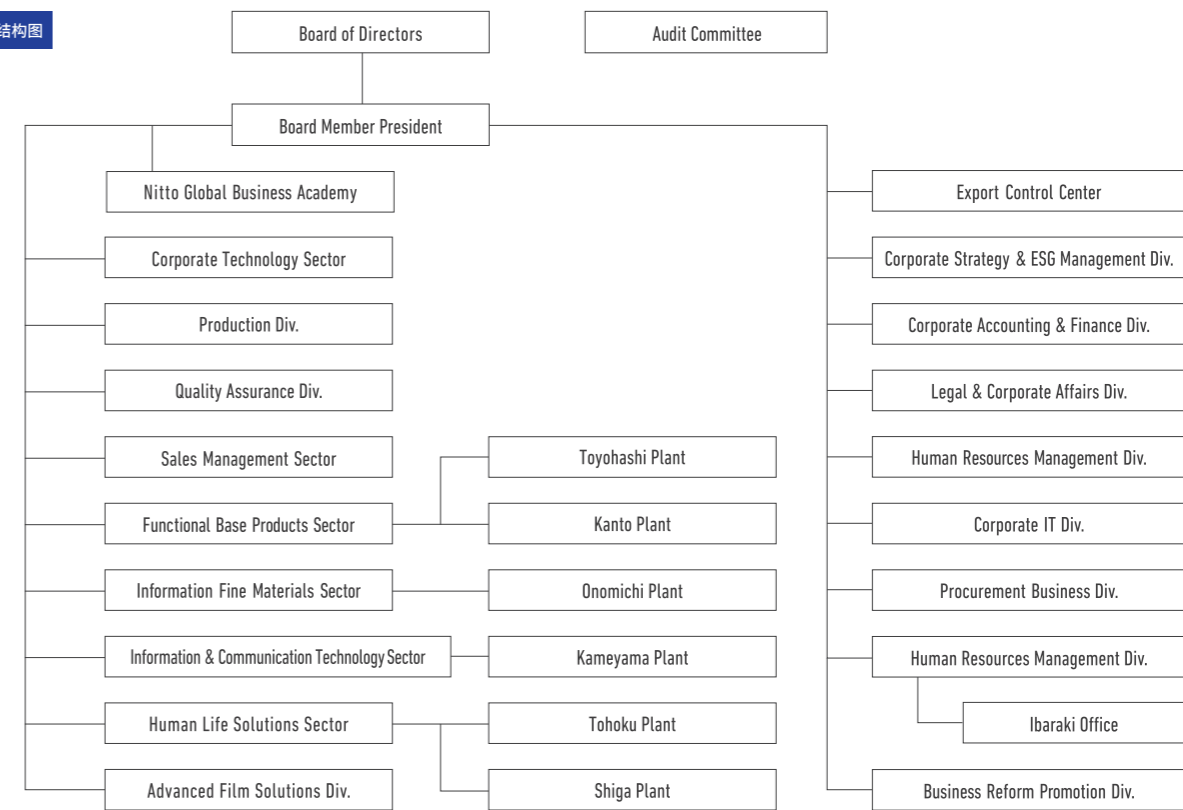 结构图
Board of Directors
Audit Committee
Board Member President
Nitto Global Business Academy
Export Control Center
Corporate Technology Sector
Corporate Strategy & ESG Management Div.
Production Div.
Corporate Accounting & Finance Div.
Quality Assurance Div.
Legal & Corporate Affairs Div.
Sales Management Sector
Toyohashi Plant
Human Resources Management Div.
Functional Base Products Sector
Kanto Plant
Corporate IT Div.
Information Fine Materials Sector
Onomichi Plant
Procurement Business Div.
Information & Communication Technology Sector
Kameyama Plant
Human Resources Management Div.
Human Life Solutions Sector
Tohoku Plant
Ibaraki Office
Advanced Film Solutions Div.
Shiga Plant
Business Reform Promotion Div.